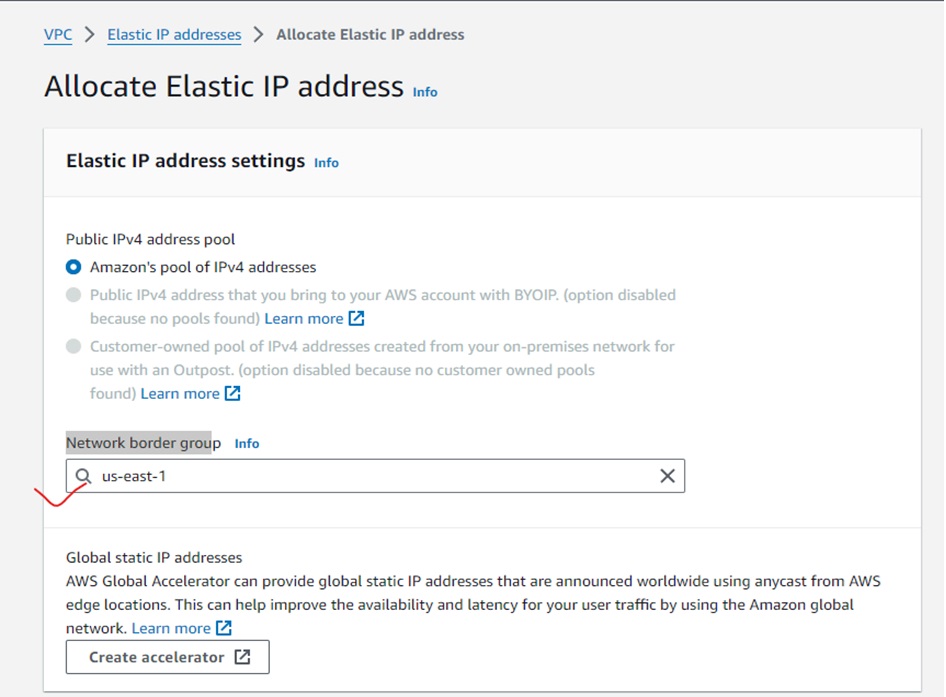 VPC > Elastic IP addresses > Allocate Elastic IP address
Allocate Elastic IP address Info
Elastic IP address settings Info
Public IPv4 address pool
Amazon's pool of IPv4 addresses
Public IPv4 address that you bring to your AWS account with BYOIP. (option disabled
because no pools found) Learn more
Customer-owned pool of IPv4 addresses created from your on-premises network for
use with an Outpost. (option disabled because no customer owned pools
found) Learn more
Network border group Info
us-east-1
Global static IP addresses
AWS Global Accelerator can provide global static IP addresses that are announced worldwide using anycast from AWS
edge locations. This can help improve the availability and latency for your user traffic by using the Amazon global
network. Learn more
Create accelerator